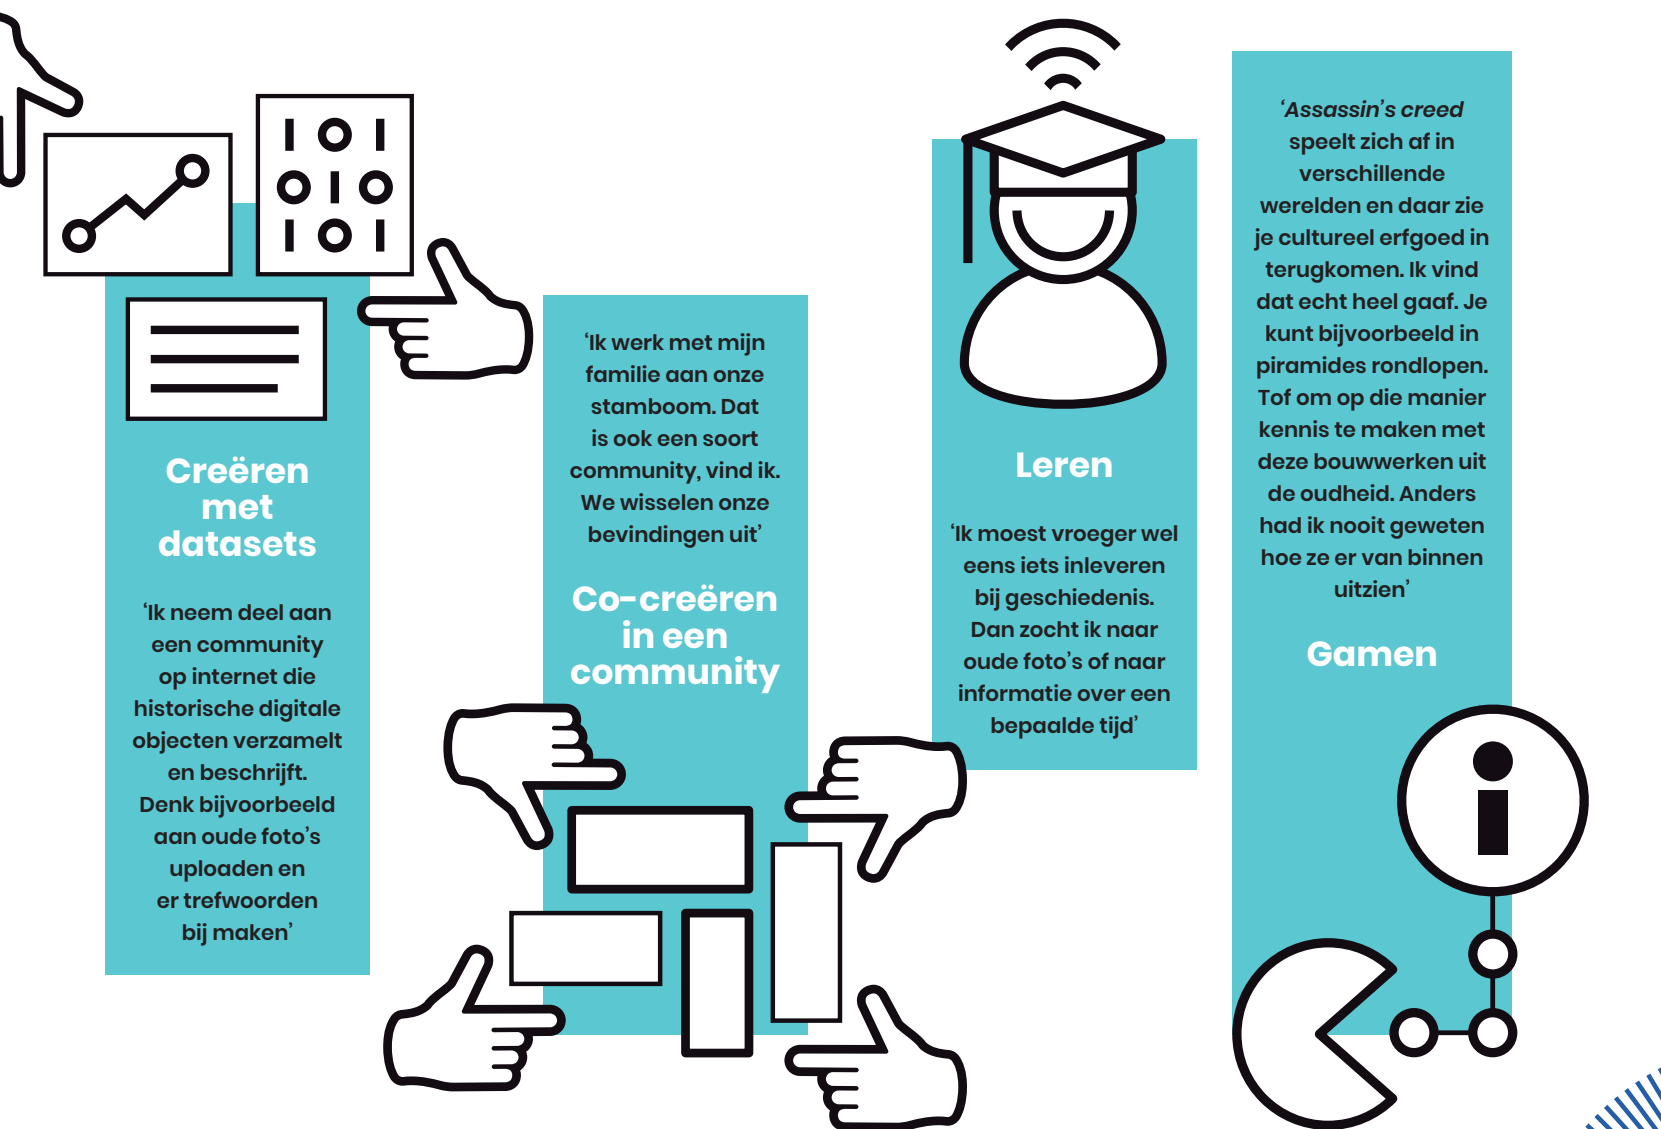 IOI
OIO
IOI
Creëren
met
datasets
‘Ik neem deel aan
een community
op internet die
historische digitale
objecten verzamelt
en beschrijft.
Denk bijvoorbeeld
aan oude foto’s
uploaden en
er trefwoorden
bij maken’
‘Ik werk met mijn
familie aan onze
stamboom. Dat
is ook een soort
community, vind ik.
We wisselen onze
bevindingen uit’
Co-creëren
in een
community
Leren
‘Ik moest vroeger wel
eens iets inleveren
bij geschiedenis.
Dan zocht ik naar
oude foto’s of naar
informatie over een
bepaalde tijd’
‘Assassin’s creed
speelt zich af in
verschillende
werelden en daar zie
je cultureel erfgoed in
terugkomen. Ik vind
dat echt heel gaaf. Je
kunt bijvoorbeeld in
piramides rondlopen.
Tof om op die manier
kennis te maken met
deze bouwwerken uit
de oudheid. Anders
had ik nooit geweten
hoe ze er van binnen
uitzien’
Gamen
i